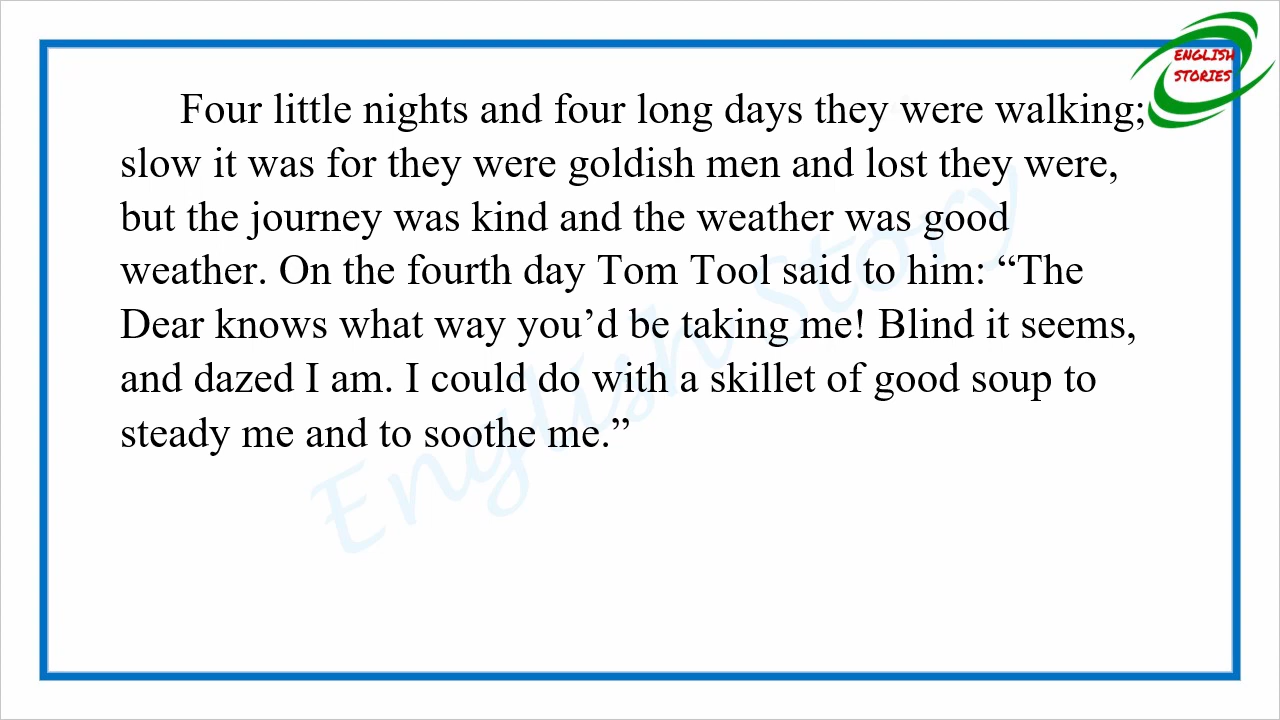 ENGLISH
STORIES
Four little nights and four long days they were walking;
slow it was for they were goldish men and lost they were,
but the journey was kind and the weather was good
weather. On the fourth day Tom Tool said to him: “The
Dear knows what way you’d be taking me! Blind it seems,
and dazed I am. I could do with a skillet of good soup to
steady me and to soothe me.”
English Story